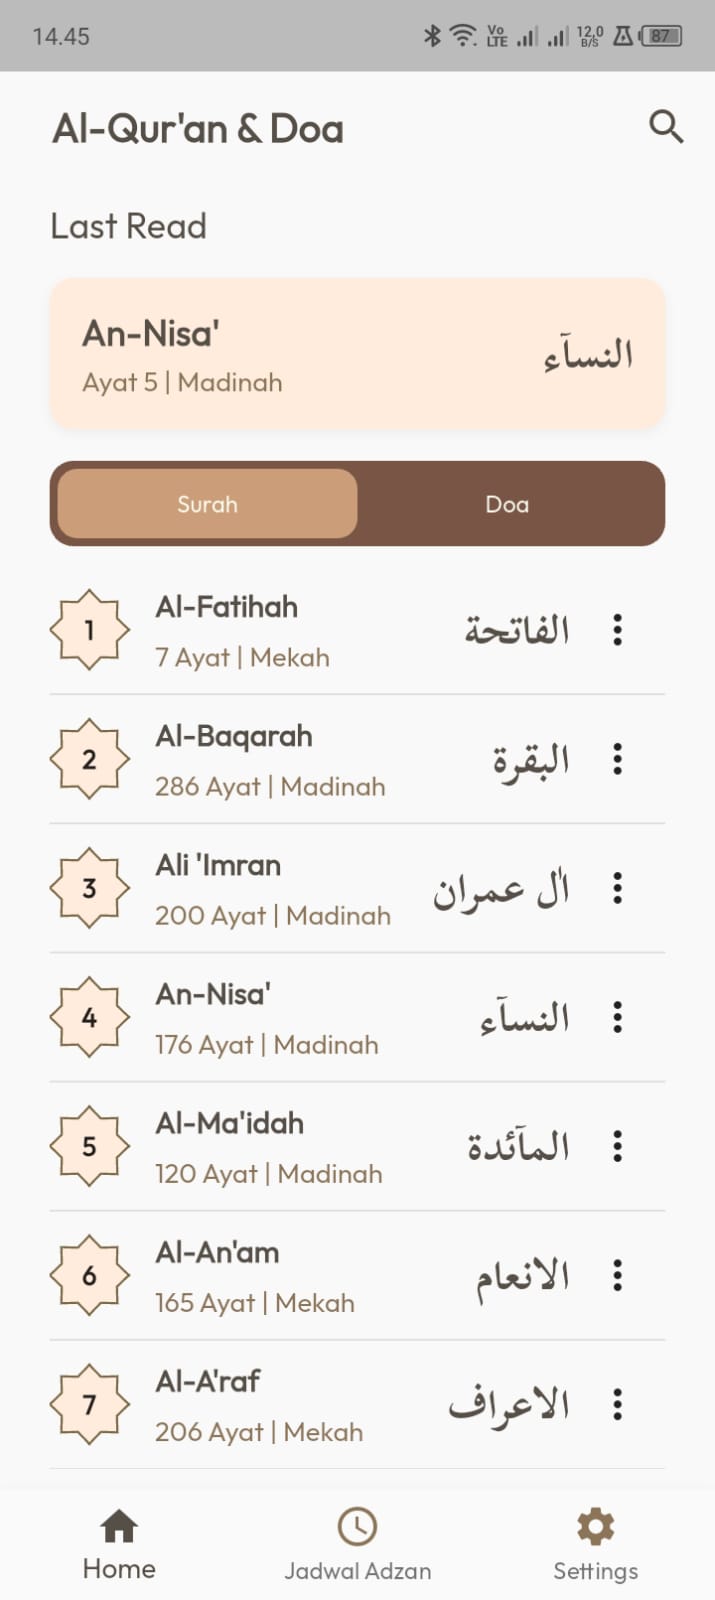 14.45
Vo LTE 12,0 B/S 87
Al-Qur'an & Doa
Last Read
An-Nisa'
النسآء
Ayat 5 | Madinah
Surah Doa
1 Al-Fatihah الفاتحة
7 Ayat | Mekah
2 Al-Baqarah البقرة
286 Ayat | Madinah
3 Ali 'Imran اٰل عمران
200 Ayat | Madinah
4 An-Nisa' النسآء
176 Ayat | Madinah
5 Al-Ma'idah المآئدة
120 Ayat | Madinah
6 Al-An'am الانعام
165 Ayat | Mekah
7 Al-A'raf الاعراف
206 Ayat | Mekah
Home Jadwal Adzan Settings